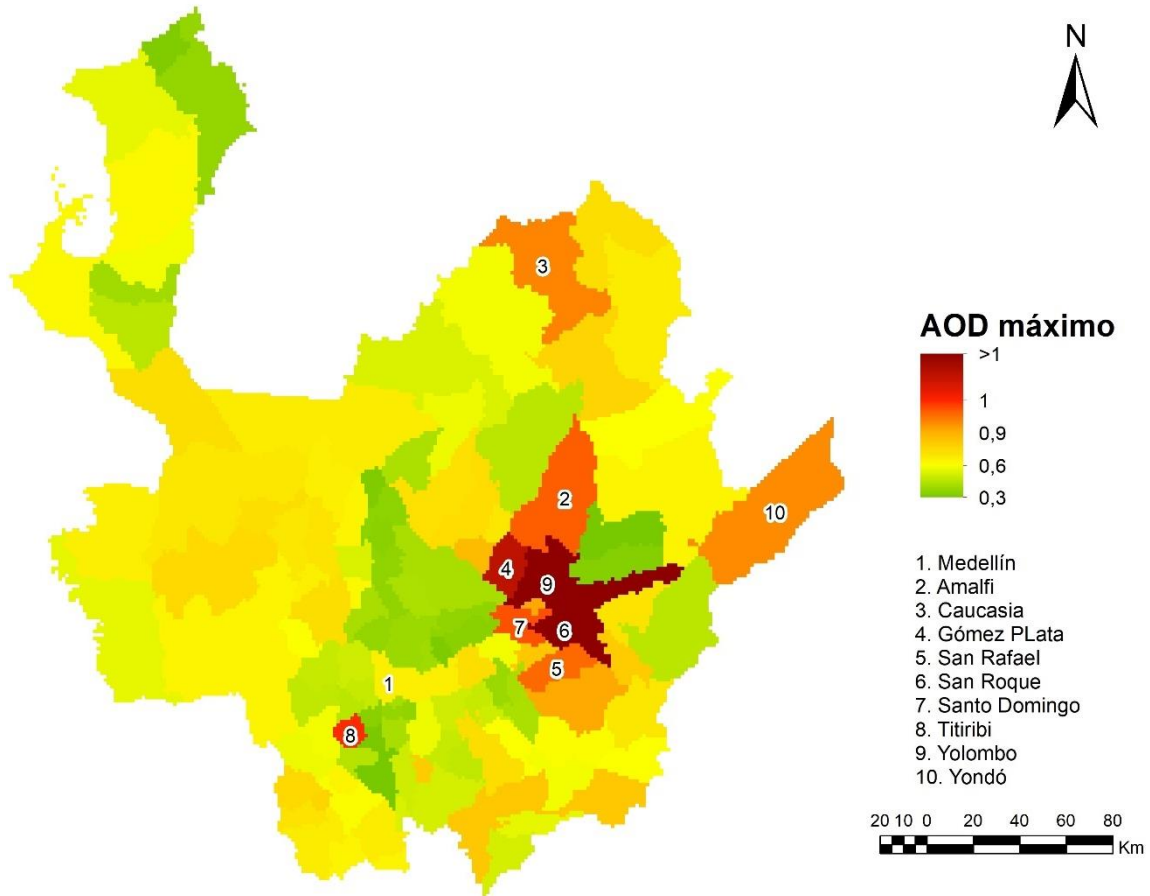 N
3
2
10
4
9
7
6
5
1
8
AOD máximo
>1
1
0,9
0,6
0,3
1. Medellín
2. Amalfi
3. Caucasia
4. Gómez PLata
5. San Rafael
6. San Roque
7. Santo Domingo
8. Titiribi
9. Yolombo
10. Yondó
20 10 0 20 40 60 80
Km